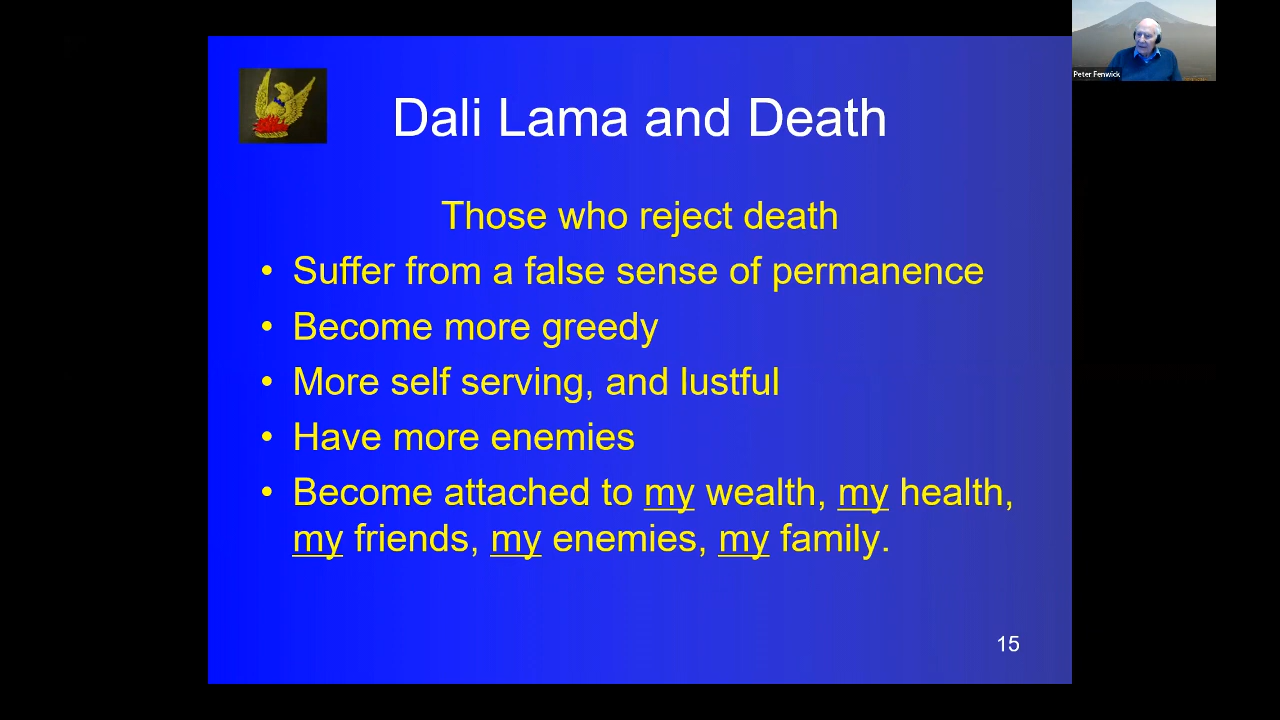 Peter Fenwick
Dali Lama and Death
Those who reject death
• Suffer from a false sense of permanence
• Become more greedy
• More self serving, and lustful
• Have more enemies
• Become attached to my wealth, my health,
my friends, my enemies, my family.
15